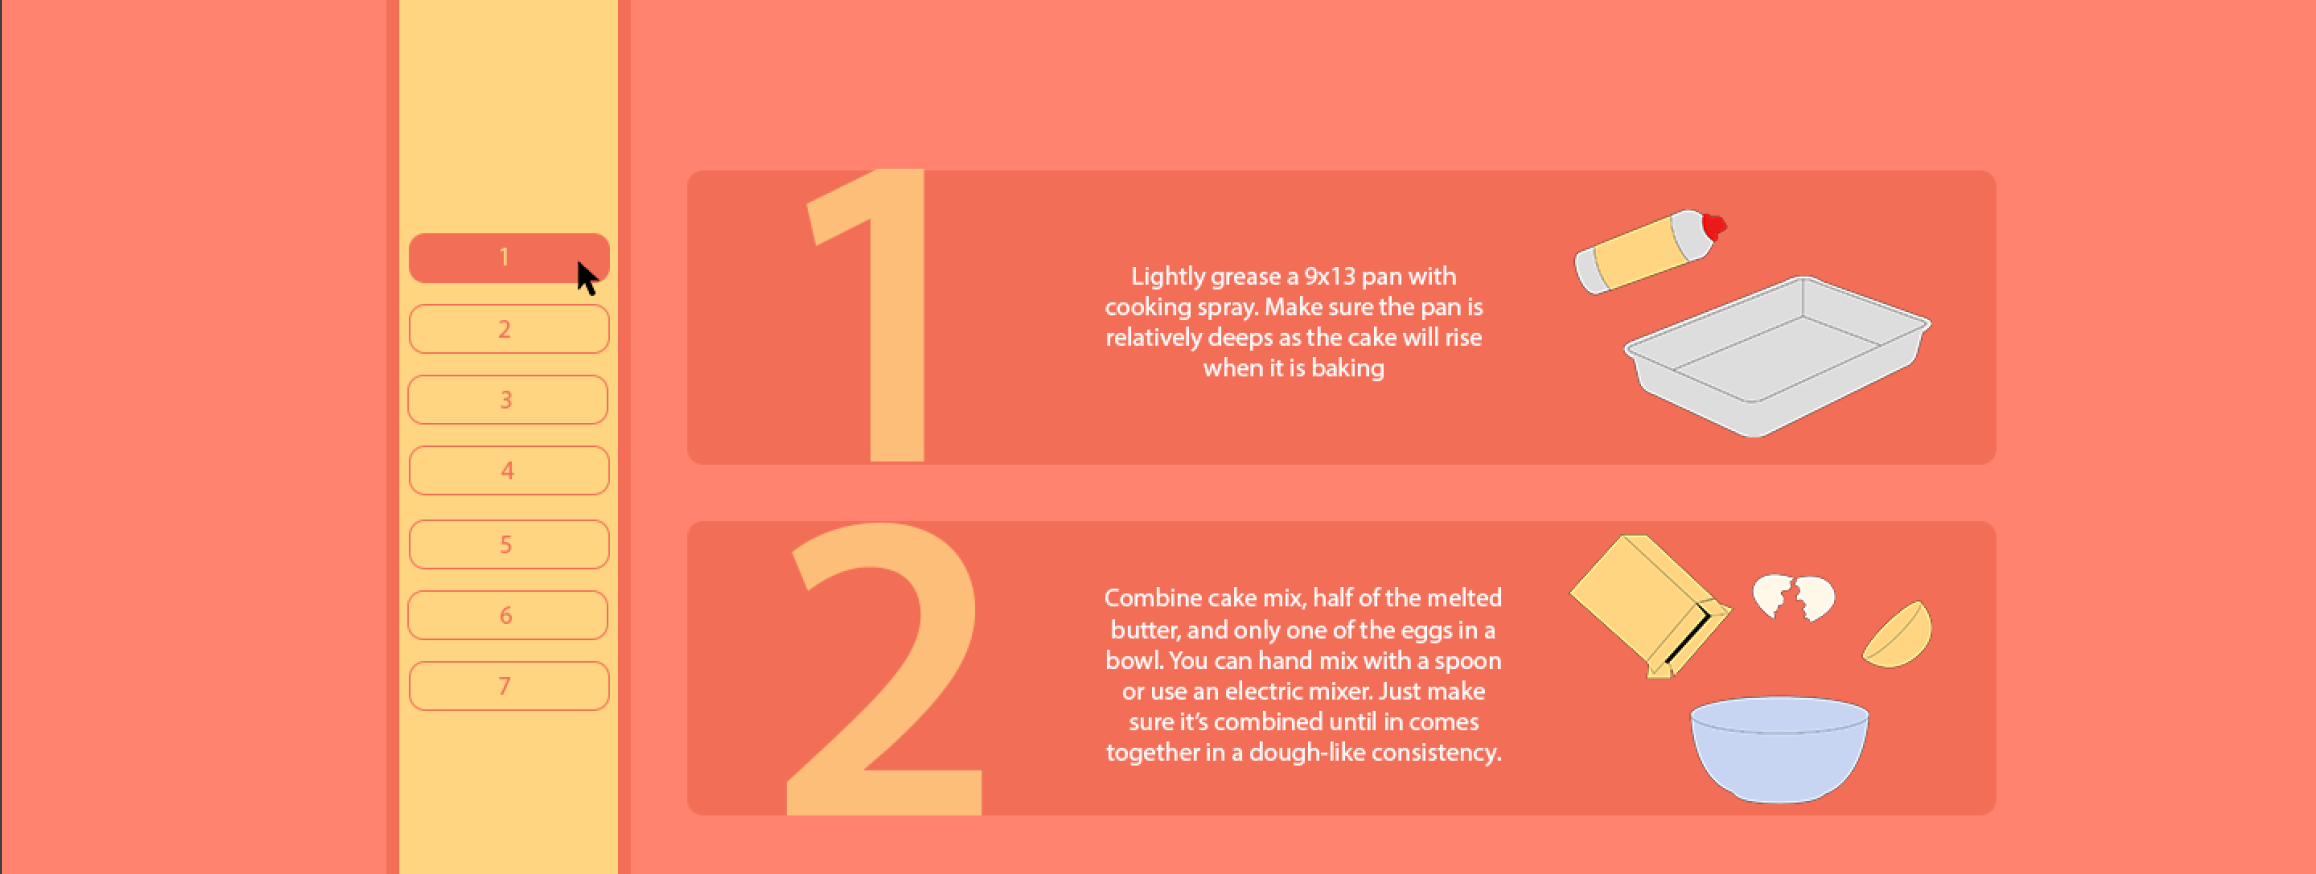 1
2
3
4
5
6
7
1
Lightly grease a 9x13 pan with
cooking spray. Make sure the pan is
relatively deeps as the cake will rise
when it is baking
2
Combine cake mix, half of the melted
butter, and only one of the eggs in a
bowl. You can hand mix with a spoon
or use an electric mixer. Just make
sure it’s combined until in comes
together in a dough-like consistency.